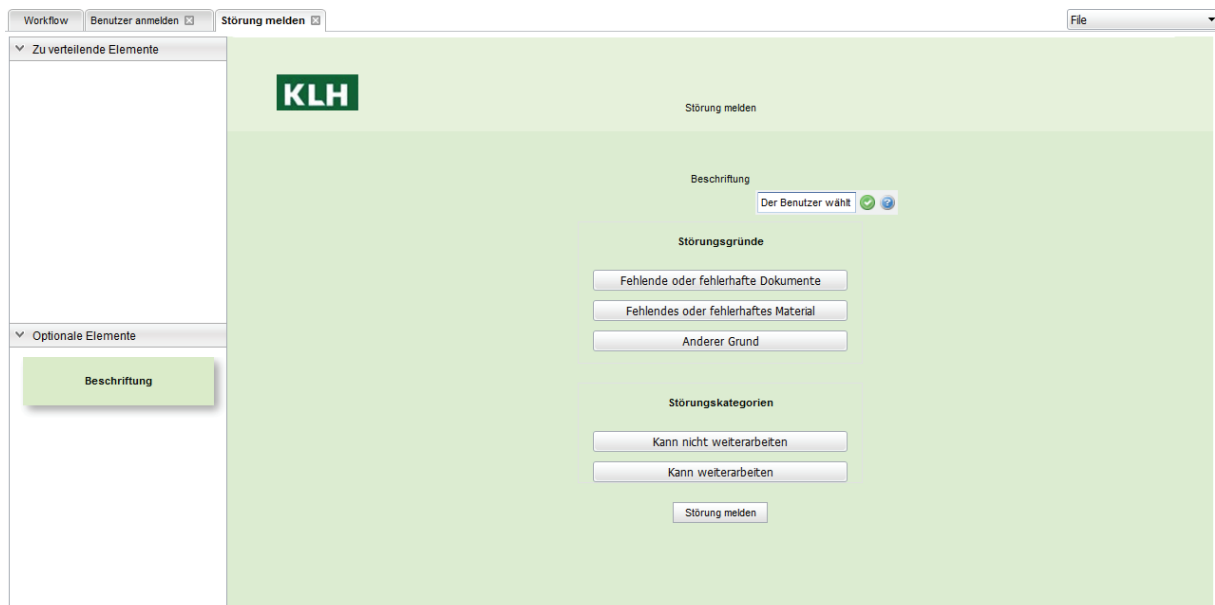 Workflow
Benutzer anmelden
Störung melden
File
Zu verteilende Elemente
KLH
Störung melden
Beschriftung
Der Benutzer wählt
Störungsgründe
Fehlende oder fehlerhafte Dokumente
Fehlendes oder fehlerhaftes Material
Anderer Grund
Optionale Elemente
Beschriftung
Störungskategorien
Kann nicht weiterarbeiten
Kann weiterarbeiten
Störung melden